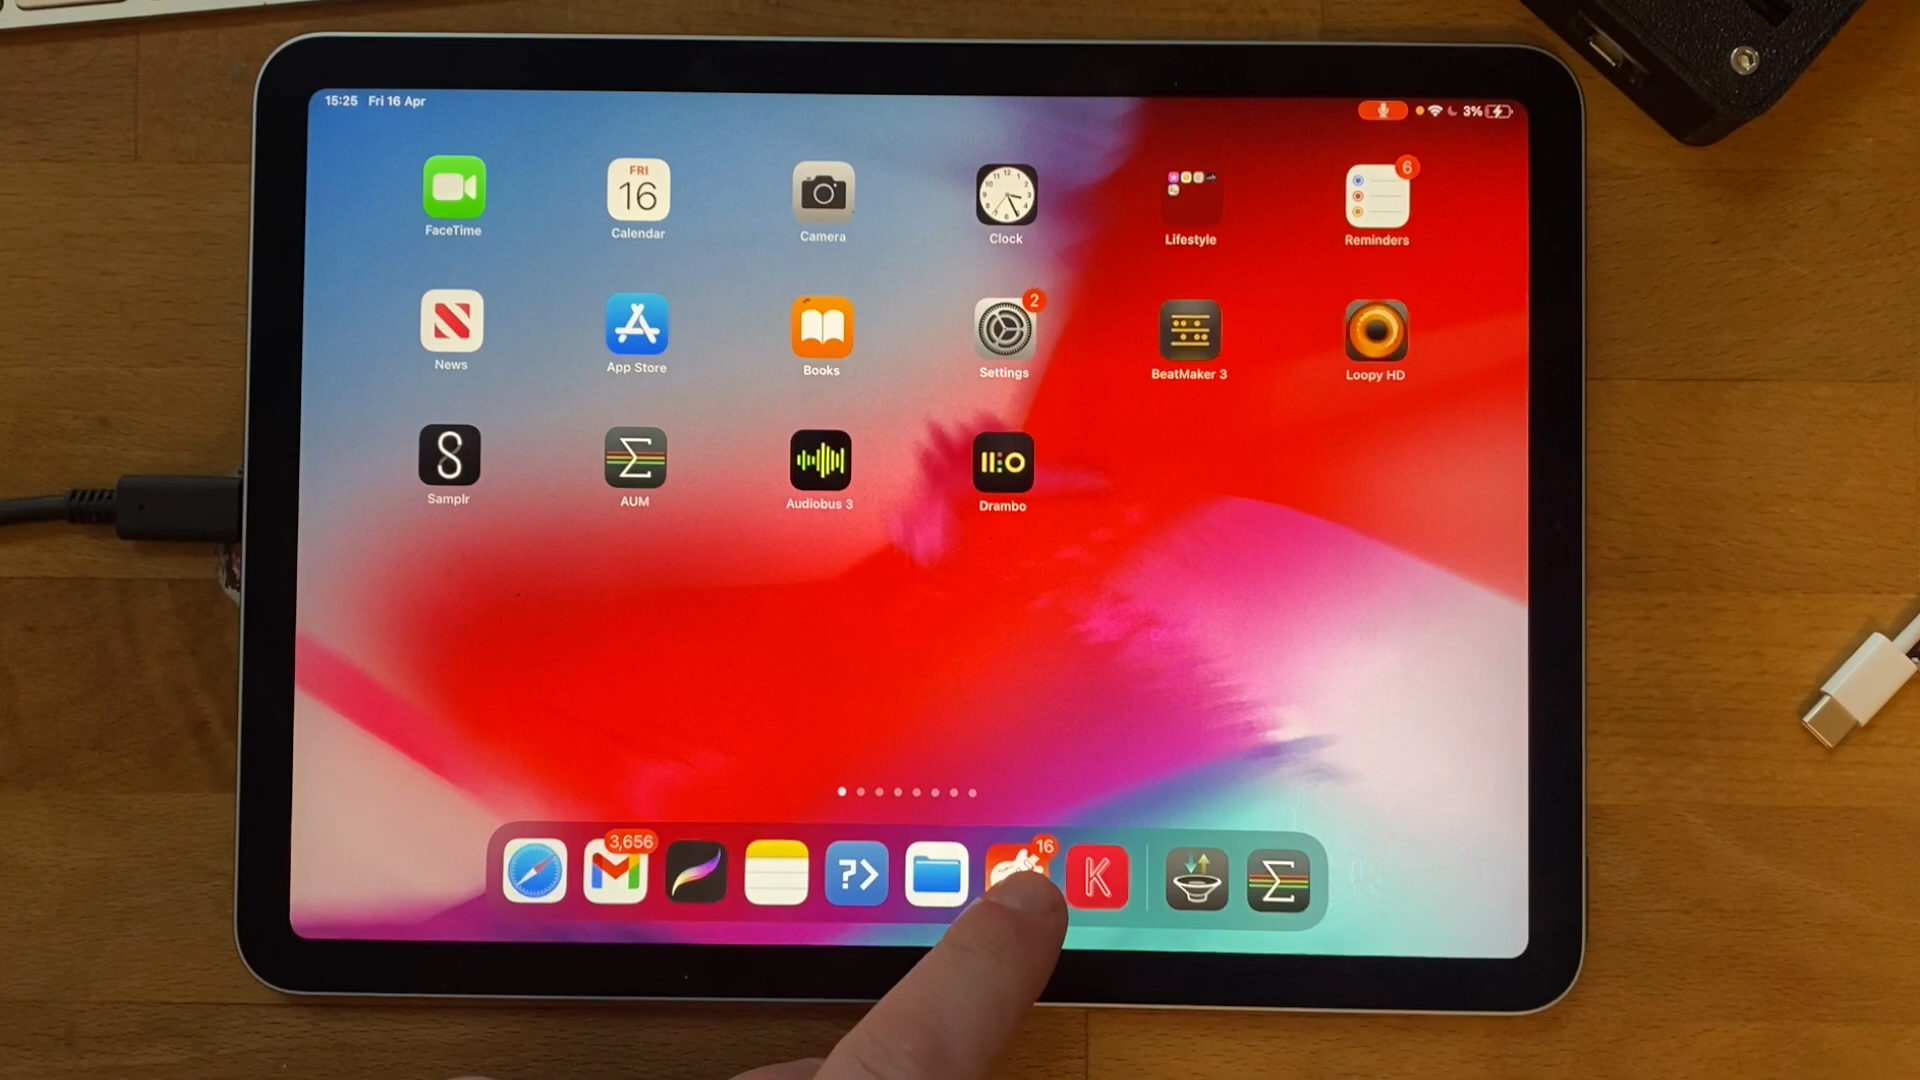 15:25 Fri 16 Apr
3%
FRI
16
6
FaceTime
Calendar
Camera
Clock
Lifestyle
Reminders
2
News
App Store
Books
Settings
BeatMaker 3
Loopy HD
Samplr
AUM
Audiobus 3
Drambo
3,656
16
?>
K